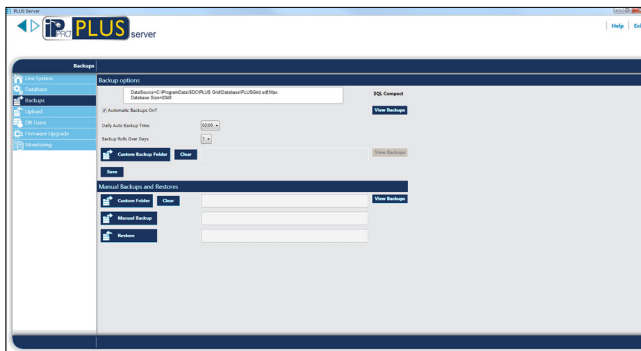 PLUS Server
iPRO PLUS server
Help Exi
Backups
Live System
Database
Backups
Upload
DB Users
Firmware Upgrade
Monitoring
Backup options
DataSource=C:\ProgramData\SDC\PLUS Grid\Database\PLUSGrid.sdf;Max
Database Size=2048
SQL Compact
Automatic Backups On?
View Backups
Daily Auto Backup Time:
02:00
Backup Rolls Over Days:
7
Custom Backup Folder Clear
View Backups
Save
Manual Backups and Restores
Custom Folder Clear
View Backups
Manual Backup
Restore